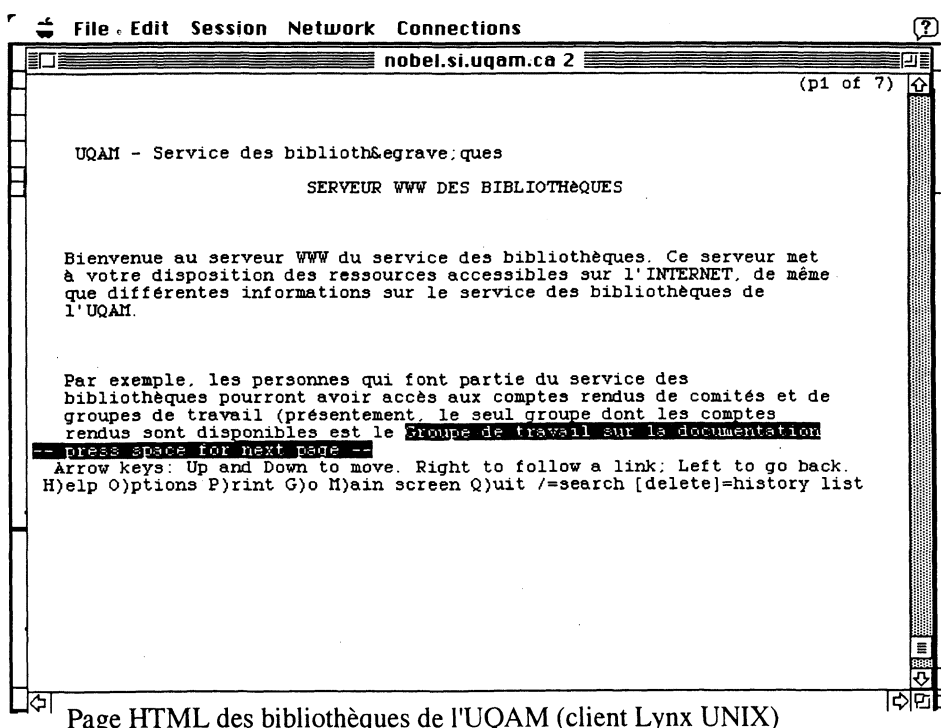 File Edit Session Network Connections
nobel.si.uqam.ca 2
(p1 of 7)
UQAM - Service des biblioth&egrave;ques
SERVEUR WWW DES BIBLIOTHèQUES
Bienvenue au serveur WWW du service des bibliothèques. Ce serveur met
à votre disposition des ressources accessibles sur l'INTERNET, de même
que différentes informations sur le service des bibliothèques de
l'UQAM.
Par exemple, les personnes qui font partie du service des
bibliothèques pourront avoir accès aux comptes rendus de comités et de
groupes de travail (présentement, le seul groupe dont les comptes
rendus sont disponibles est le Groupe de travail sur la documentation
-- press space for next page --
Arrow keys: Up and Down to move. Right to follow a link; Left to go back.
H)elp O)ptions P)rint G)o M)ain screen Q)uit /=search [delete]=history list
Page HTML des bibliothèques de l'UQAM (client Lynx UNIX)